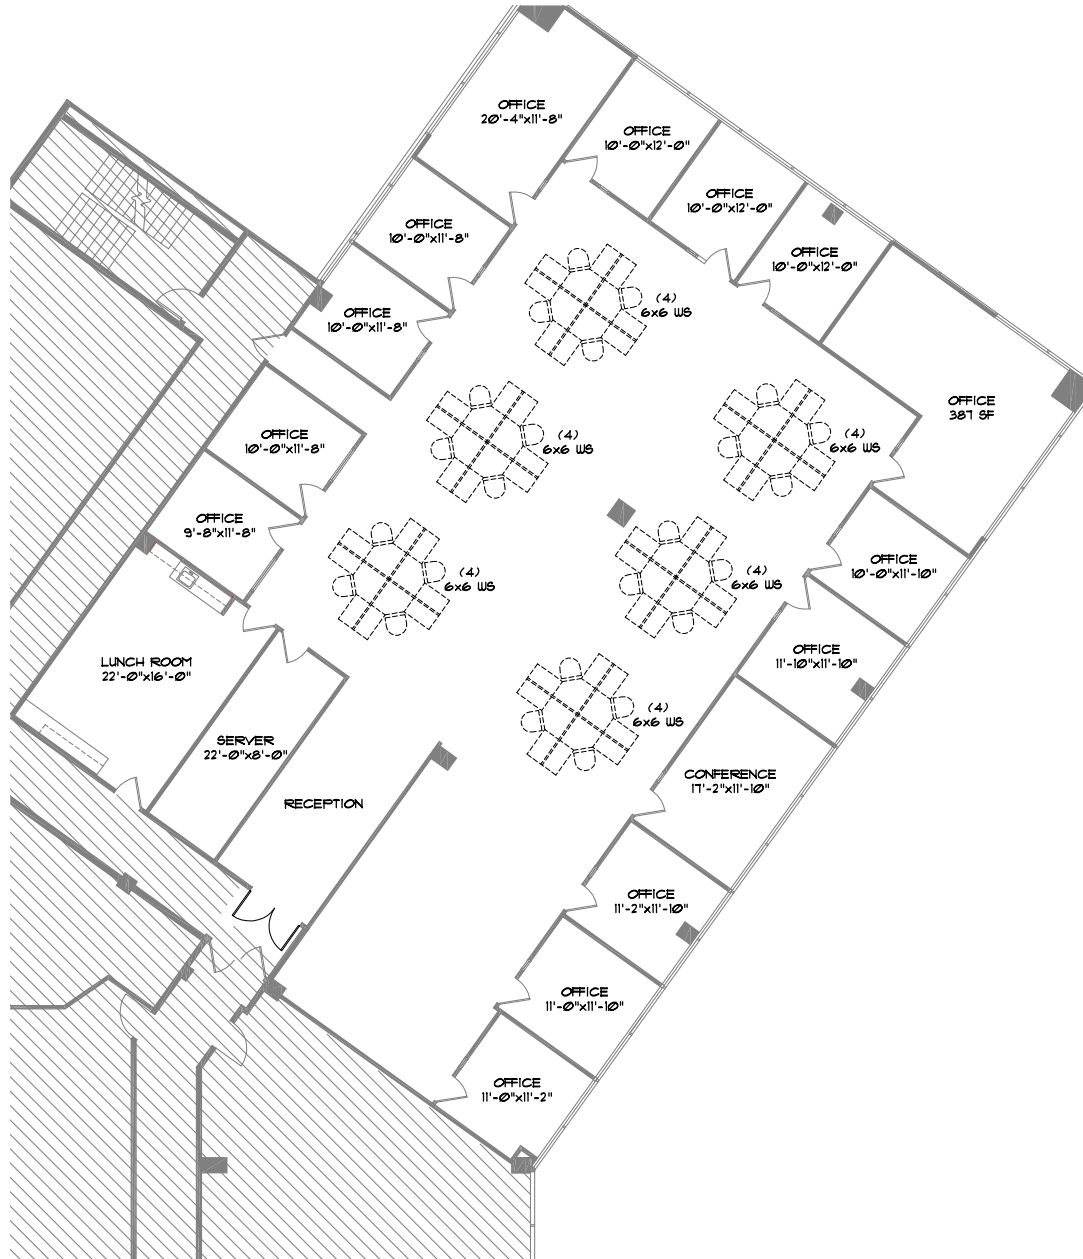 OFFICE
20'-4"x11'-8"
OFFICE
10'-0"x12'-0"
OFFICE
10'-0"x12'-0"
OFFICE
10'-0"x11'-8"
OFFICE
10'-0"x12'-0"
(4)
6x6 WS
OFFICE
10'-0"x11'-8"
OFFICE
387 SF
OFFICE
10'-0"x11'-8"
(4)
6x6 WS
(4)
6x6 WS
OFFICE
9'-8"x11'-8"
OFFICE
10'-0"x11'-10"
(4)
6x6 WS
(4)
6x6 WS
OFFICE
11'-10"x11'-10"
LUNCH ROOM
22'-0"x16'-0"
(4)
6x6 WS
SERVER
22'-0"x8'-0"
CONFERENCE
17'-2"x11'-10"
RECEPTION
OFFICE
11'-2"x11'-10"
OFFICE
11'-0"x11'-10"
OFFICE
11'-0"x11'-2"